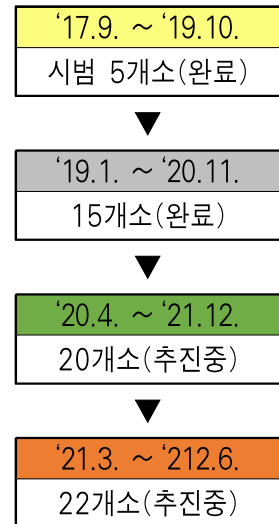 ‘17.9. ~ ‘19.10.
시범 5개소(완료)
▼
‘19.1. ~ ‘20.11.
15개소(완료)
▼
‘20.4. ~ ‘21.12.
20개소(추진중)
▼
‘21.3. ~ ‘212.6.
22개소(추진중)